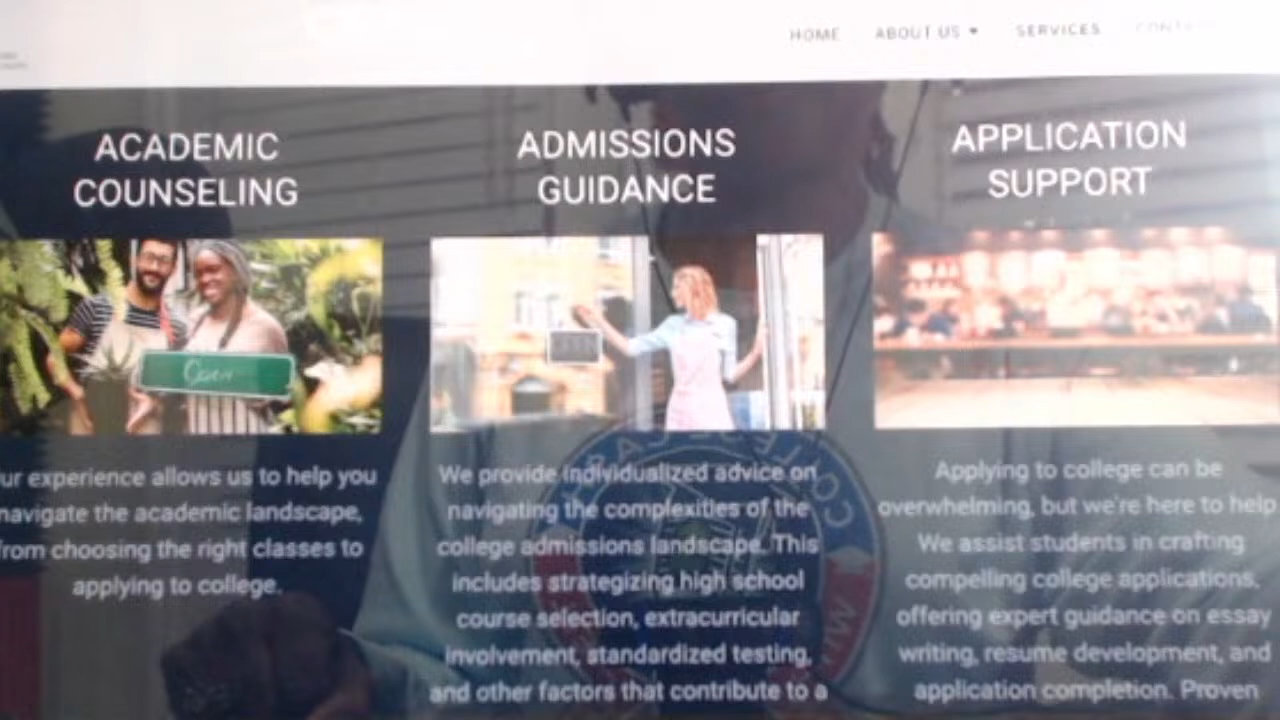 HOME ABOUT US SERVICES
ACADEMIC
COUNSELING
ur experience allows us to help you
navigate the academic landscape,
from choosing the right classes to
applying to college.
ADMISSIONS
GUIDANCE
Open
We provide individualized advice on
navigating the complexities of the
college admissions landscape. This
includes strategizing high school
course selection, extracurricular
involvement, standardized testing,
and other factors that contribute to a
APPLICATION
SUPPORT
Applying to college can be
overwhelming, but we're here to help.
We assist students in crafting
compelling college applications,
offering expert guidance on essay
writing, resume development, and
application completion. Proven